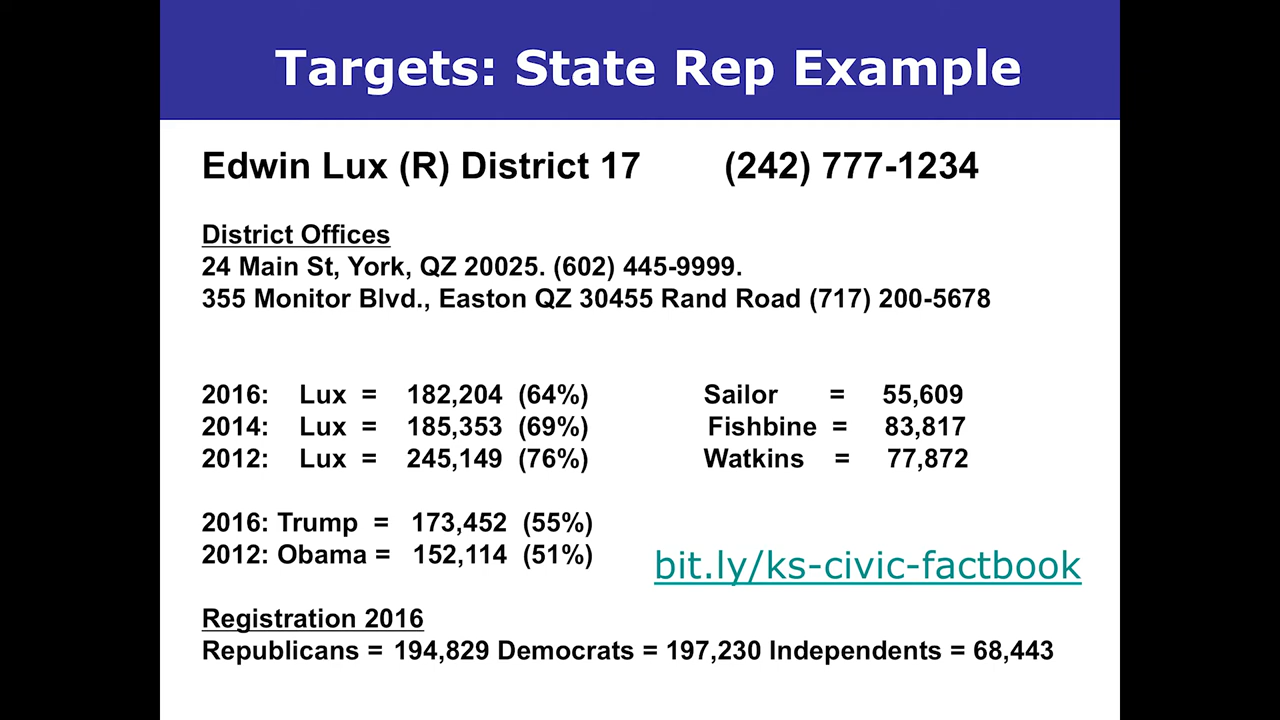 Targets: State Rep Example
Edwin Lux (R) District 17 (242) 777-1234
District Offices
24 Main St, York, QZ 20025. (602) 445-9999.
355 Monitor Blvd., Easton QZ 30455 Rand Road (717) 200-5678
2016: Lux = 182,204 (64%) Sailor = 55,609
2014: Lux = 185,353 (69%) Fishbine = 83,817
2012: Lux = 245,149 (76%) Watkins = 77,872
2016: Trump = 173,452 (55%)
2012: Obama = 152,114 (51%)
bit.ly/ks-civic-factbook
Registration 2016
Republicans = 194,829 Democrats = 197,230 Independents = 68,443